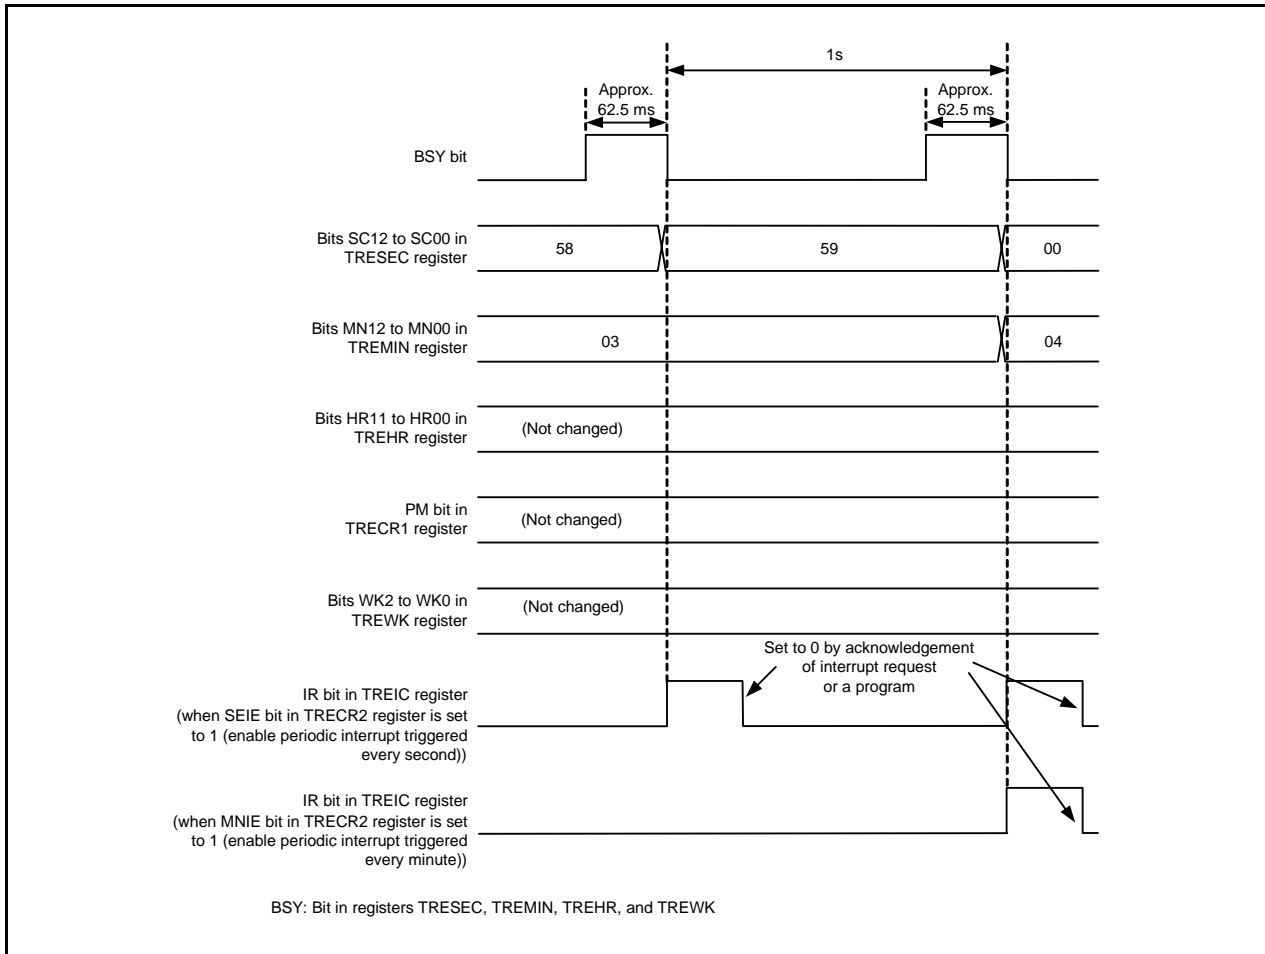 1s
Approx.
62.5 ms
Approx.
62.5 ms
BSY bit
Bits SC12 to SC00 in
TRESEC register
58
59
00
Bits MN12 to MN00 in
TREMIN register
03
04
Bits HR11 to HR00 in
TREHR register
(Not changed)
PM bit in
TRECR1 register
(Not changed)
Bits WK2 to WK0 in
TREWK register
(Not changed)
Set to 0 by acknowledgement
of interrupt request
or a program
IR bit in TREIC register
(when SEIE bit in TRECR2 register is set
to 1 (enable periodic interrupt triggered
every second))
IR bit in TREIC register
(when MNIE bit in TRECR2 register is set
to 1 (enable periodic interrupt triggered
every minute))
BSY: Bit in registers TRESEC, TREMIN, TREHR, and TREWK